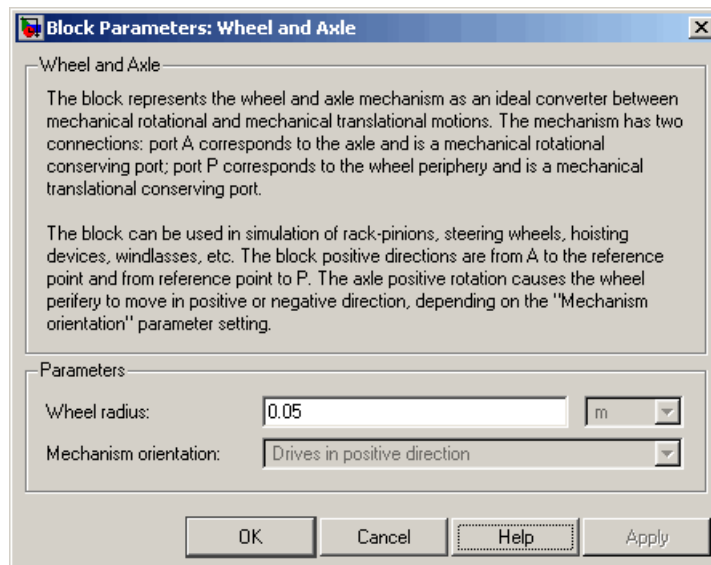 Block Parameters: Wheel and Axle
Wheel and Axle
The block represents the wheel and axle mechanism as an ideal converter between
mechanical rotational and mechanical translational motions. The mechanism has two
connections: port A corresponds to the axle and is a mechanical rotational
conserving port; port P corresponds to the wheel periphery and is a mechanical
translational conserving port.
The block can be used in simulation of rack-pinions, steering wheels, hoisting
devices, windlasses, etc. The block positive directions are from A to the reference
point and from reference point to P. The axle positive rotation causes the wheel
perifery to move in positive or negative direction, depending on the "Mechanism
orientation" parameter setting.
Parameters
Wheel radius: 0.05 m
Mechanism orientation: Drives in positive direction
OK Cancel Help Apply